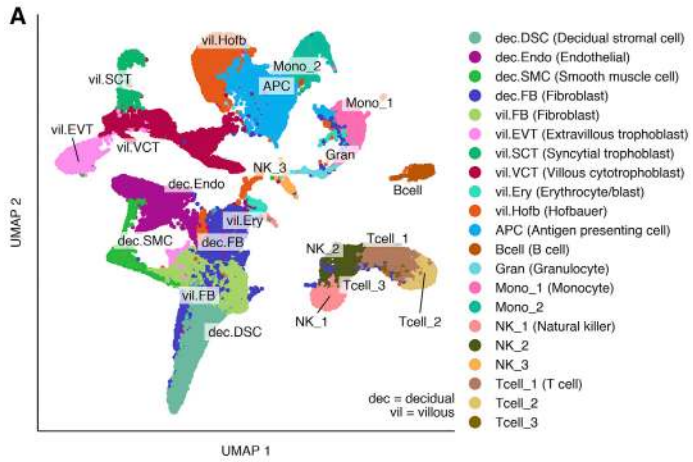 A
vil.Hofb
Mono_2
vil.SCT
APC
Mono_1
vil.EVT
vil.VCT
Gran
NK_3
dec.Endo
Bcell
vil.Ery
dec.SMC
dec.FB
NK_2
Tcell_1
Tcell_3
vil.FB
NK_1
Tcell_2
dec.DSC
dec = decidual
vil = villous
UMAP 2
UMAP 1
dec.DSC (Decidual stromal cell)
dec.Endo (Endothelial)
dec.SMC (Smooth muscle cell)
dec.FB (Fibroblast)
vil.FB (Fibroblast)
vil.EVT (Extravillous trophoblast)
vil.SCT (Syncytial trophoblast)
vil.VCT (Villous cytotrophoblast)
vil.Ery (Erythrocyte/blast)
vil.Hofb (Hofbauer)
APC (Antigen presenting cell)
Bcell (B cell)
Gran (Granulocyte)
Mono_1 (Monocyte)
Mono_2
NK_1 (Natural killer)
NK_2
NK_3
Tcell_1 (T cell)
Tcell_2
Tcell_3